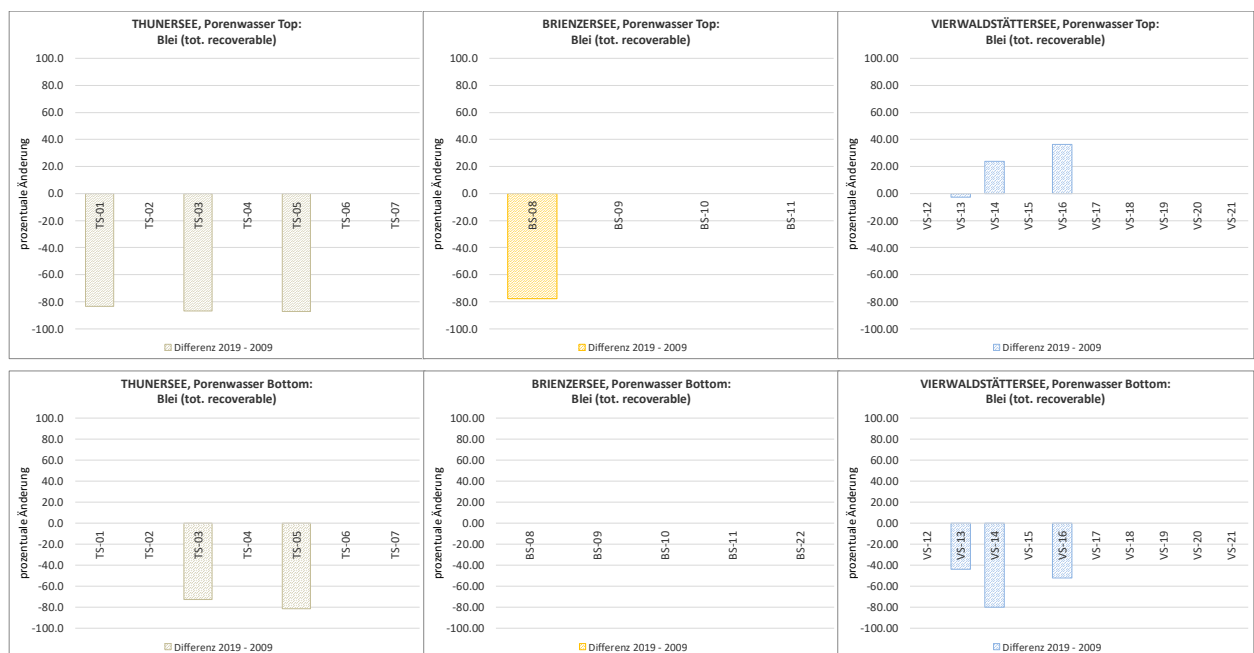 THUNERSEE, Porenwasser Top:
Blei (tot. recoverable)
prozentuale Änderung
100.0
80.0
60.0
40.0
20.0
0.0
-20.0
-40.0
-60.0
-80.0
-100.0
TS-01
TS-02
TS-03
TS-04
TS-05
TS-06
TS-07
Differenz 2019 - 2009
BRIENZERSEE, Porenwasser Top:
Blei (tot. recoverable)
prozentuale Änderung
100.0
80.0
60.0
40.0
20.0
0.0
-20.0
-40.0
-60.0
-80.0
-100.0
BS-08
BS-09
BS-10
BS-11
Differenz 2019 - 2009
VIERWALDSTÄTTERSEE, Porenwasser Top:
Blei (tot. recoverable)
prozentuale Änderung
100.00
80.00
60.00
40.00
20.00
0.00
-20.00
-40.00
-60.00
-80.00
-100.00
VS-12
VS-13
VS-14
VS-15
VS-16
VS-17
VS-18
VS-19
VS-20
VS-21
Differenz 2019 - 2009
THUNERSEE, Porenwasser Bottom:
Blei (tot. recoverable)
prozentuale Änderung
100.0
80.0
60.0
40.0
20.0
0.0
-20.0
-40.0
-60.0
-80.0
-100.0
TS-01
TS-02
TS-03
TS-04
TS-05
TS-06
TS-07
Differenz 2019 - 2009
BRIENZERSEE, Porenwasser Bottom:
Blei (tot. recoverable)
prozentuale Änderung
100.00
80.00
60.00
40.00
20.00
0.00
-20.00
-40.00
-60.00
-80.00
-100.00
BS-08
BS-09
BS-10
BS-11
BS-22
Differenz 2019 - 2009
VIERWALDSTÄTTERSEE, Porenwasser Bottom:
Blei (tot. recoverable)
prozentuale Änderung
100.00
80.00
60.00
40.00
20.00
0.00
-20.00
-40.00
-60.00
-80.00
-100.00
VS-12
VS-13
VS-14
VS-15
VS-16
VS-17
VS-18
VS-19
VS-20
VS-21
Differenz 2019 - 2009